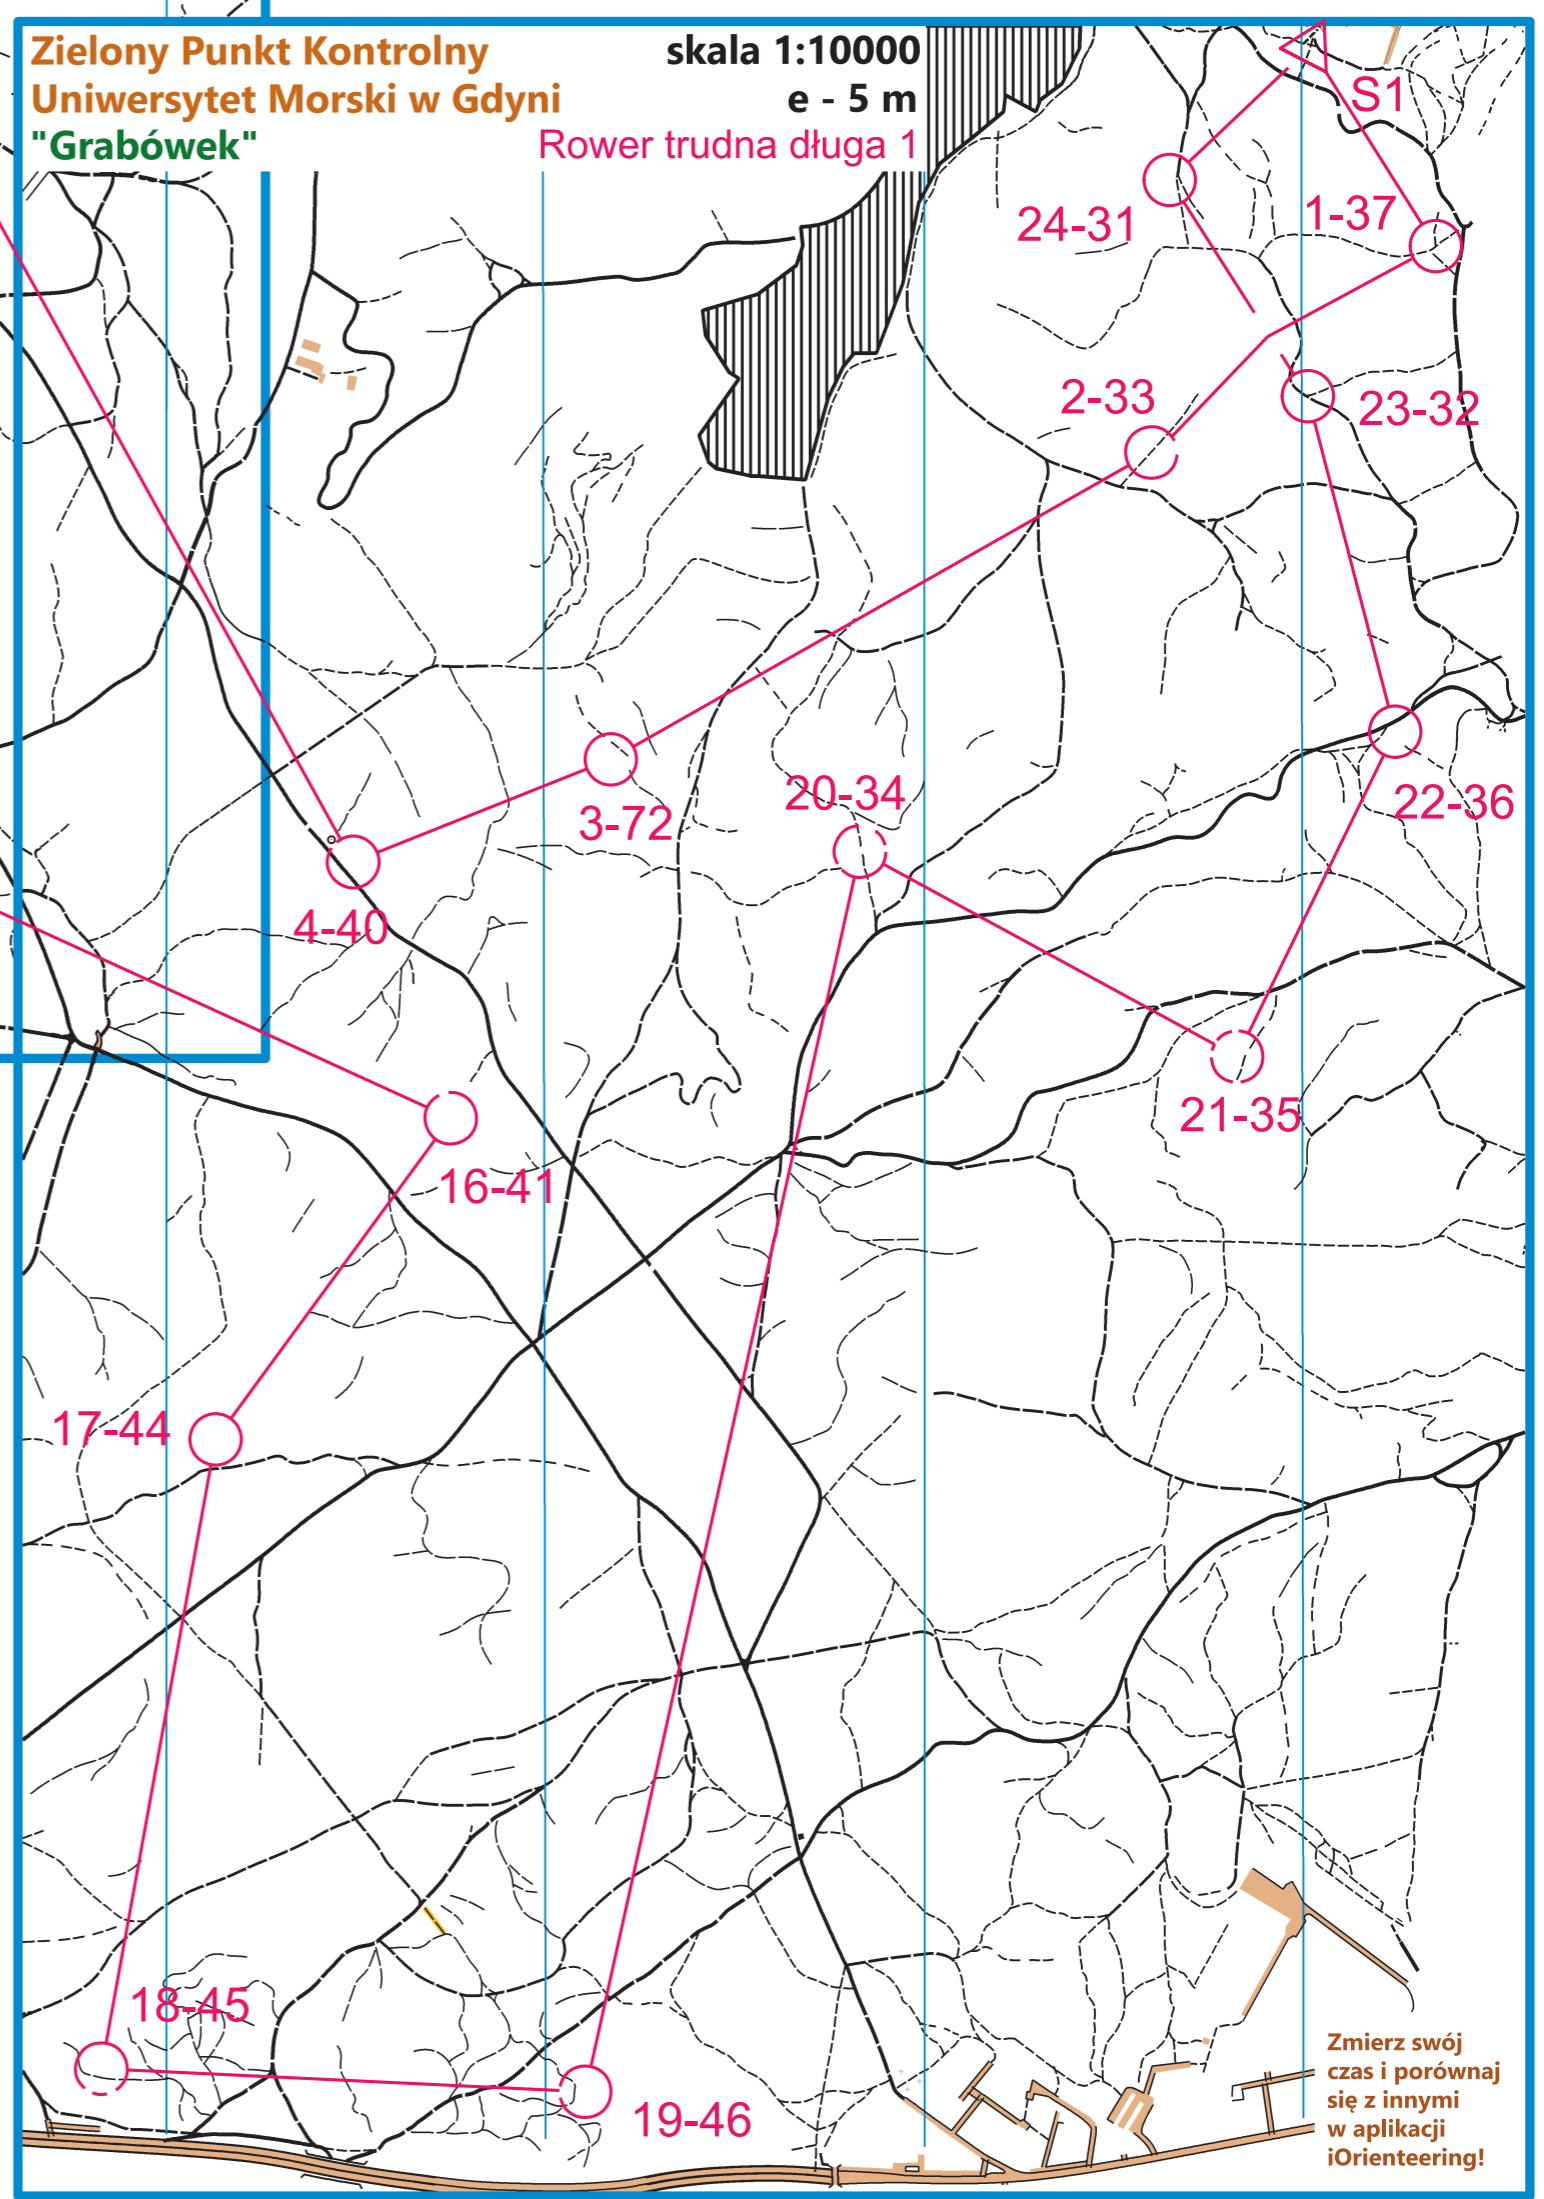 Zielony Punkt Kontrolny
Uniwersytet Morski w Gdyni
"Grabówek"
skala 1:10000
e - 5 m
Rower trudna długa 1
S1
24-31
1-37
2-33
23-32
3-72
20-34
22-36
4-40
21-35
16-41
17-44
18-45
19-46
Zmierz swój
czas i porównaj
się z innymi
w aplikacji
iOrienteering!